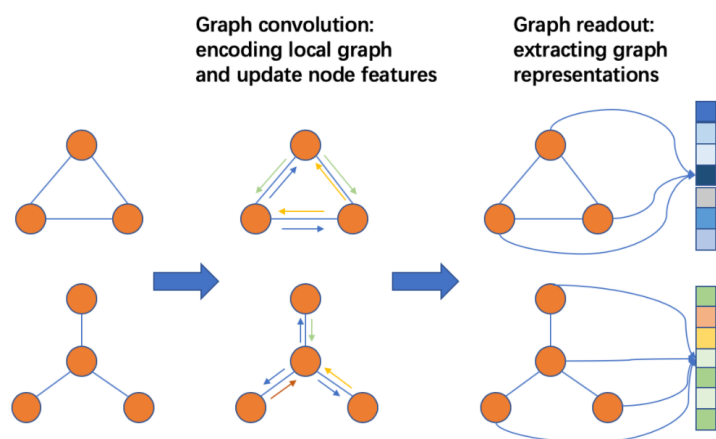 Graph convolution:
encoding local graph
and update node features
Graph readout:
extracting graph
representations